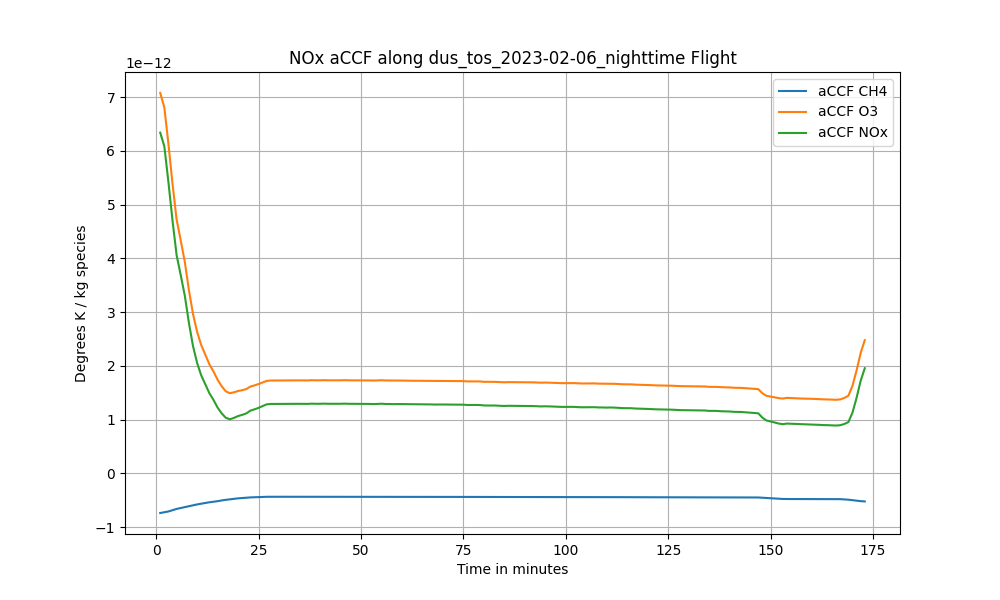 NOx aCCF along dus_tos_2023-02-06_nighttime Flight
1e−12
aCCF CH4
aCCF O3
aCCF NOx
Degrees K / kg species
7
6
5
4
3
2
1
0
−1
0
25
50
75
100
125
150
175
Time in minutes